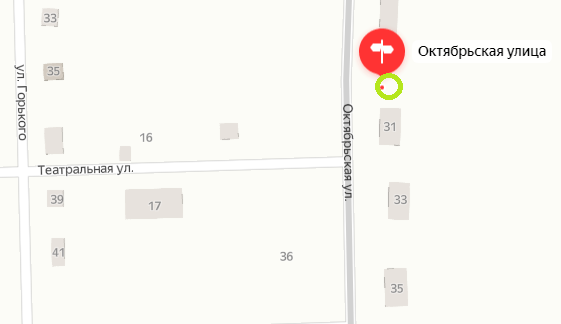 33
Октябрьская улица
35
ул. Горького
Октябрьская ул.
31
16
Театральная ул.
39
17
33
41
36
35